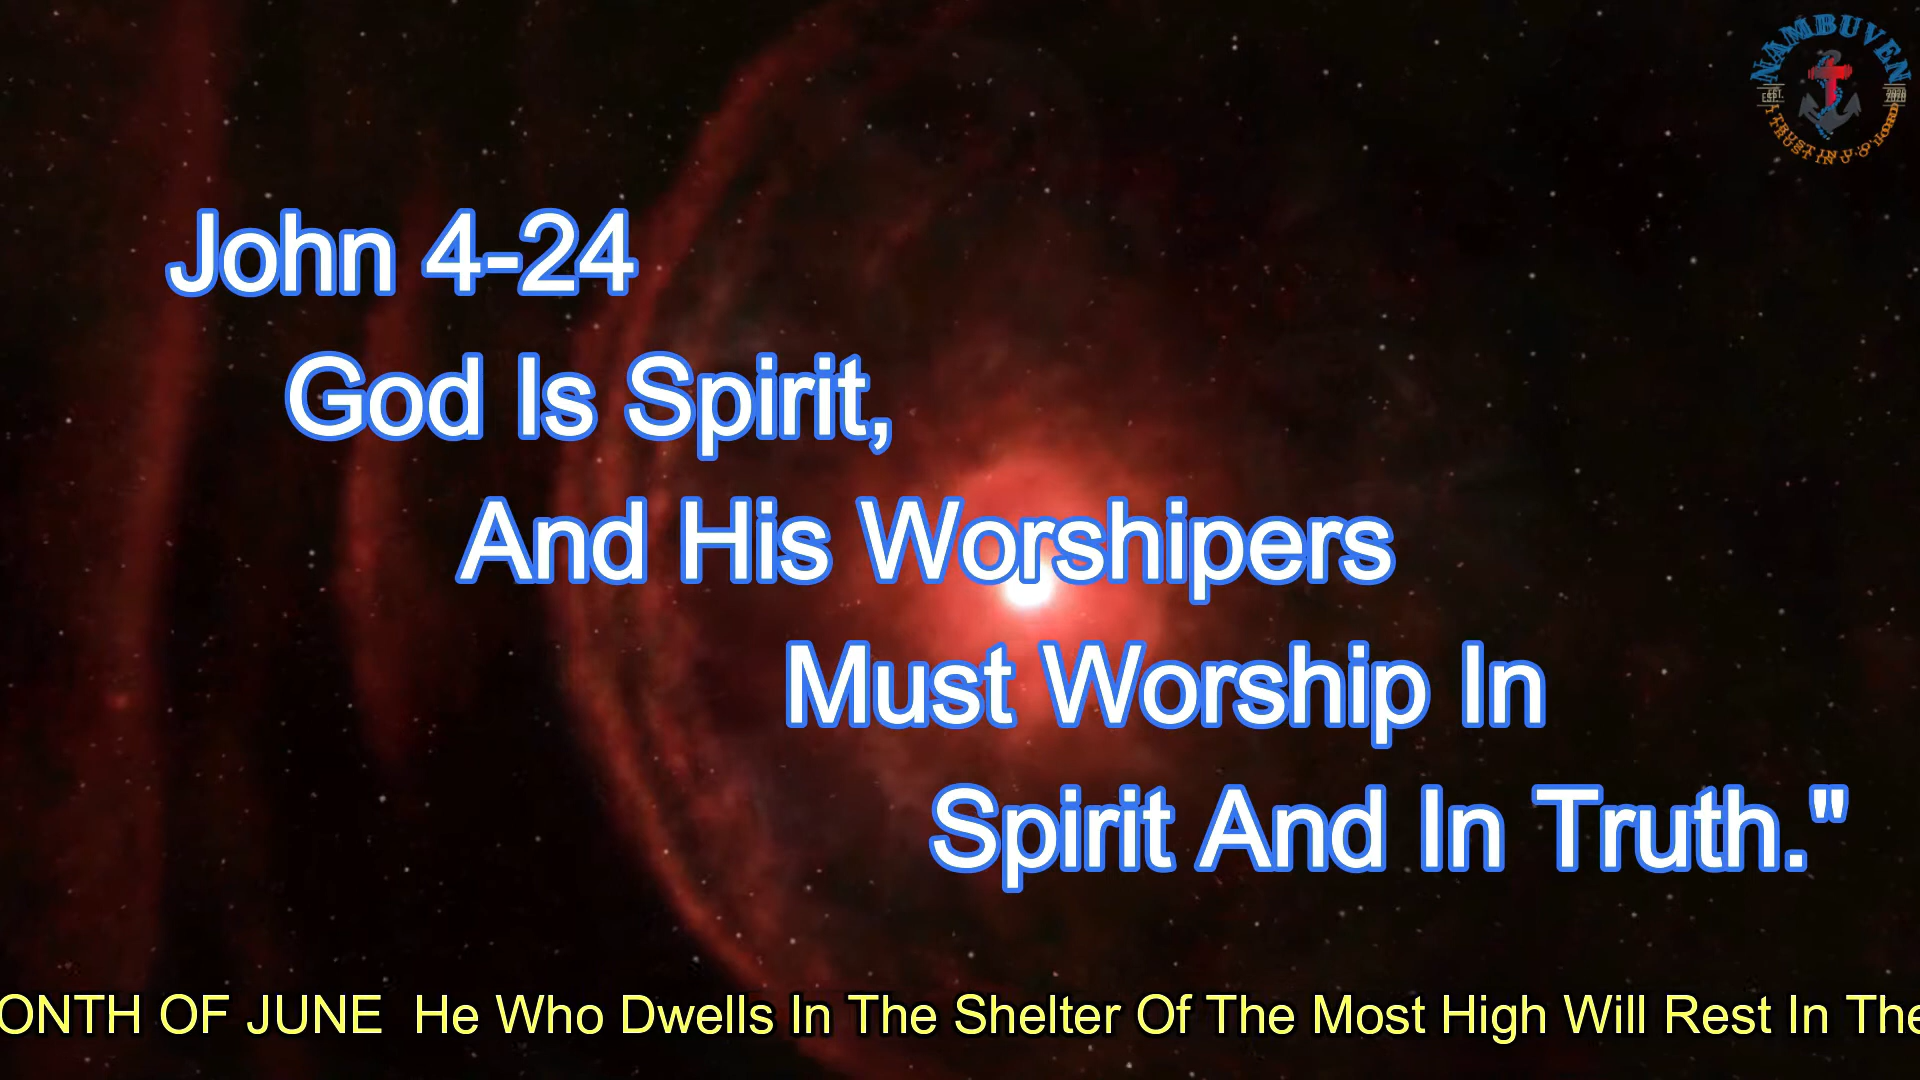 NAMBUVEN
John 4-24
God Is Spirit,
And His Worshipers
Must Worship In
Spirit And In Truth."
ONTH OF JUNE He Who Dwells In The Shelter Of The Most High Will Rest In The